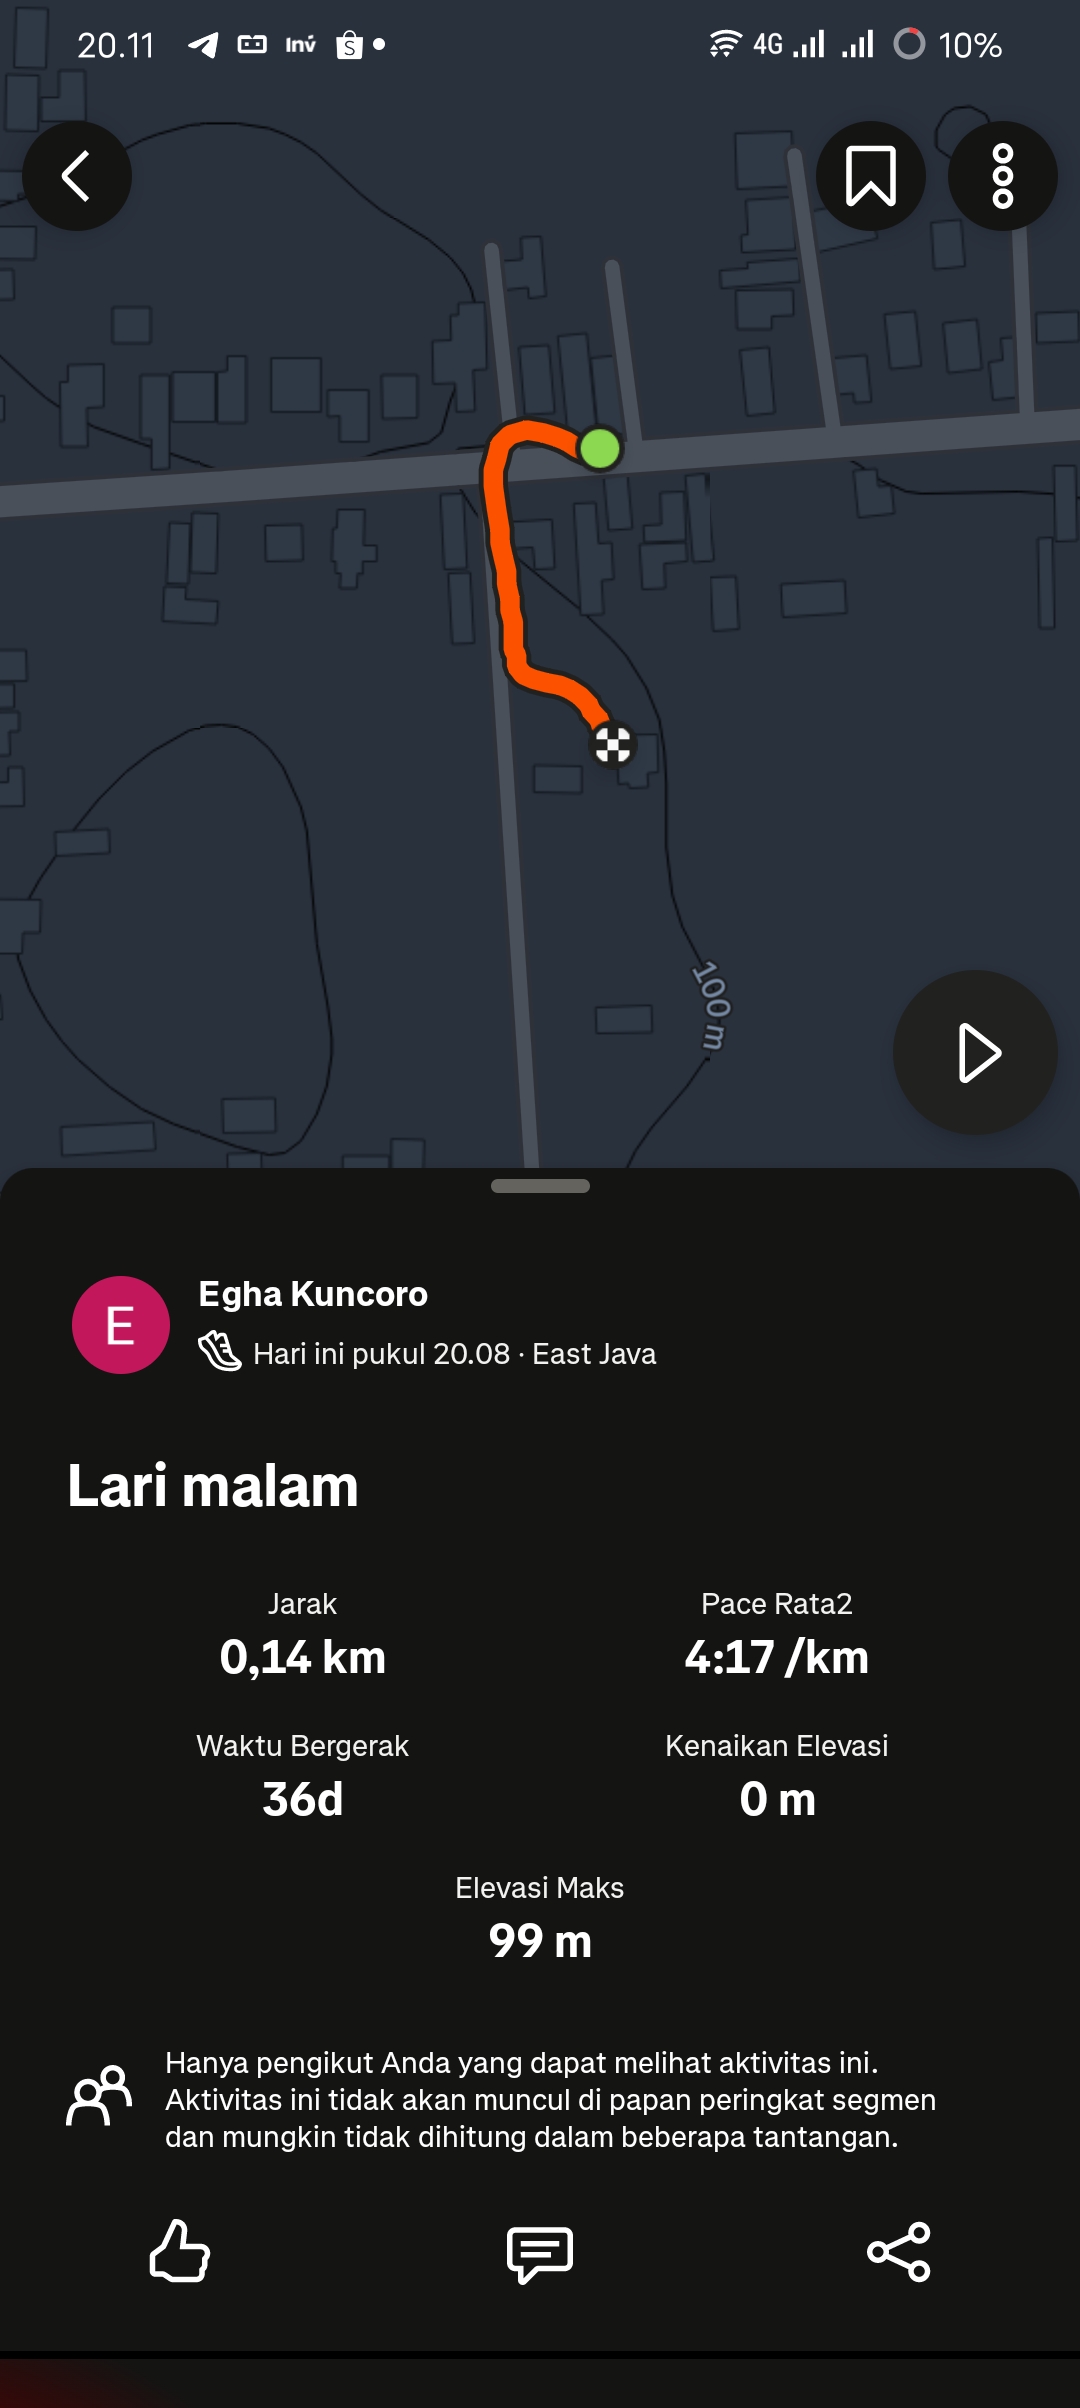 20.11 Inv S 4G 10%
100 m
E
Egha Kuncoro
Hari ini pukul 20.08 · East Java
Lari malam
Jarak
0,14 km
Pace Rata2
4:17 /km
Waktu Bergerak
36d
Kenaikan Elevasi
0 m
Elevasi Maks
99 m
Hanya pengikut Anda yang dapat melihat aktivitas ini.
Aktivitas ini tidak akan muncul di papan peringkat segmen
dan mungkin tidak dihitung dalam beberapa tantangan.